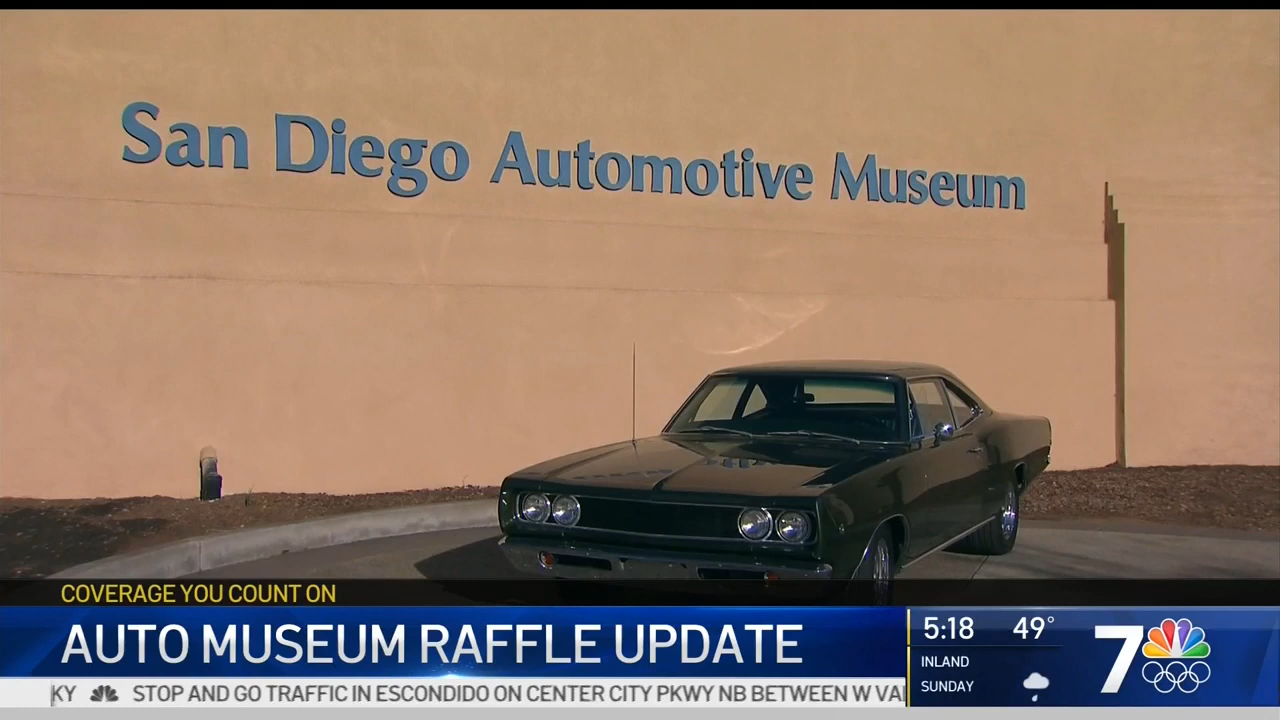 San Diego Automotive Museum
COVERAGE YOU COUNT ON
AUTO MUSEUM RAFFLE UPDATE
5:18 49°
INLAND
SUNDAY
7
KY STOP AND GO TRAFFIC IN ESCONDIDO ON CENTER CITY PKWY NB BETWEEN W